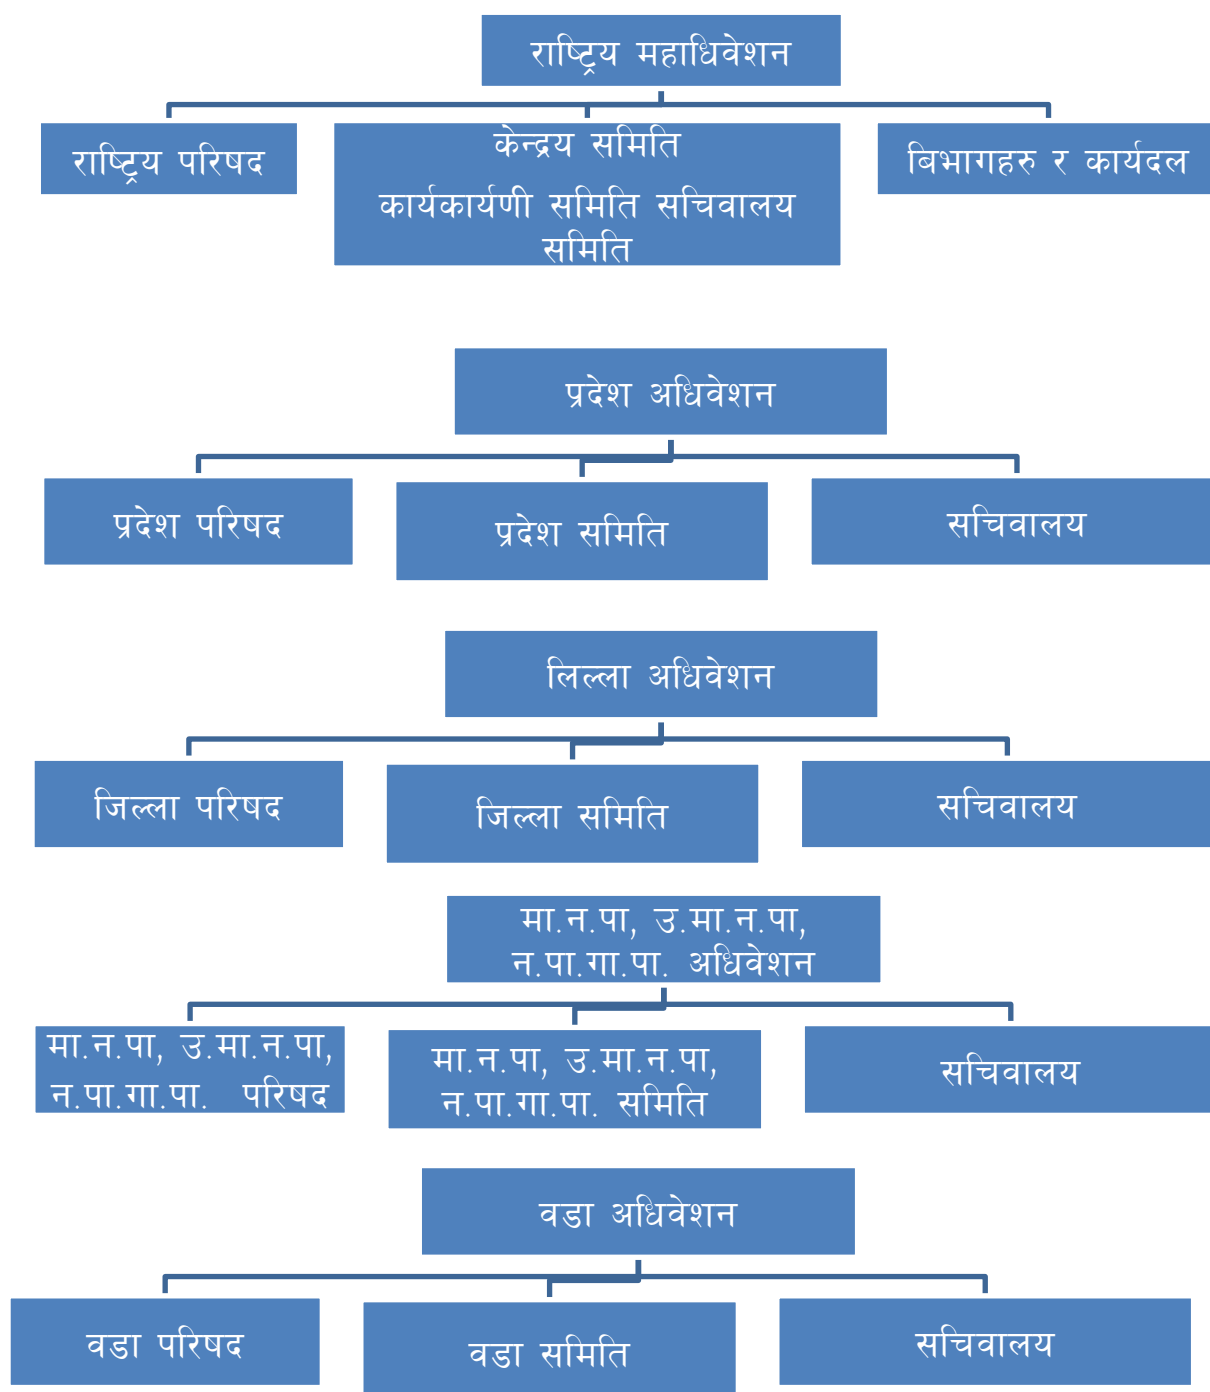 राष्ट्रिय महाधिवेशन
राष्ट्रिय परिषद
केन्द्रय समिति
कार्यकार्यणी समिति सचिवालय
समिति
बिभागहरु र कार्यदल
प्रदेश अधिवेशन
प्रदेश परिषद
प्रदेश समिति
सचिवालय
लिल्ला अधिवेशन
जिल्ला परिषद
जिल्ला समिति
सचिवालय
मा.न.पा, उ.मा.न.पा,
न.पा.गा.पा. अधिवेशन
मा.न.पा, उ.मा.न.पा,
न.पा.गा.पा. परिषद
मा.न.पा, उ.मा.न.पा,
न.पा.गा.पा. समिति
सचिवालय
वडा अधिवेशन
वडा परिषद
वडा समिति
सचिवालय